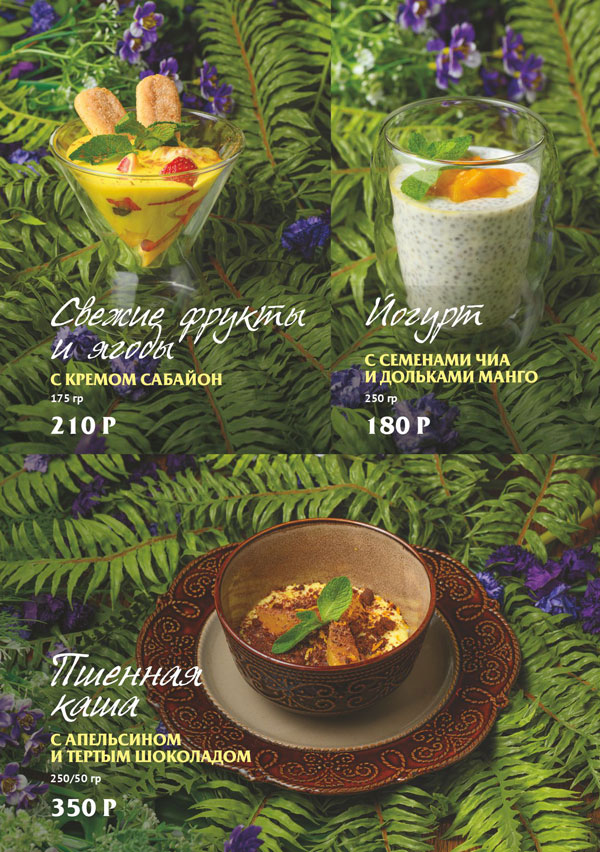 Свежие фрукты
и ягоды
С КРЕМОМ САБАЙОН
175 гр
210 Р
Йогурт
С СЕМЕНАМИ ЧИА
И ДОЛЬКАМИ МАНГО
250 гр
180 Р
Пшенная
каша
С АПЕЛЬСИНОМ
И ТЕРТЫМ ШОКОЛАДОМ
250/50 гр
350 Р